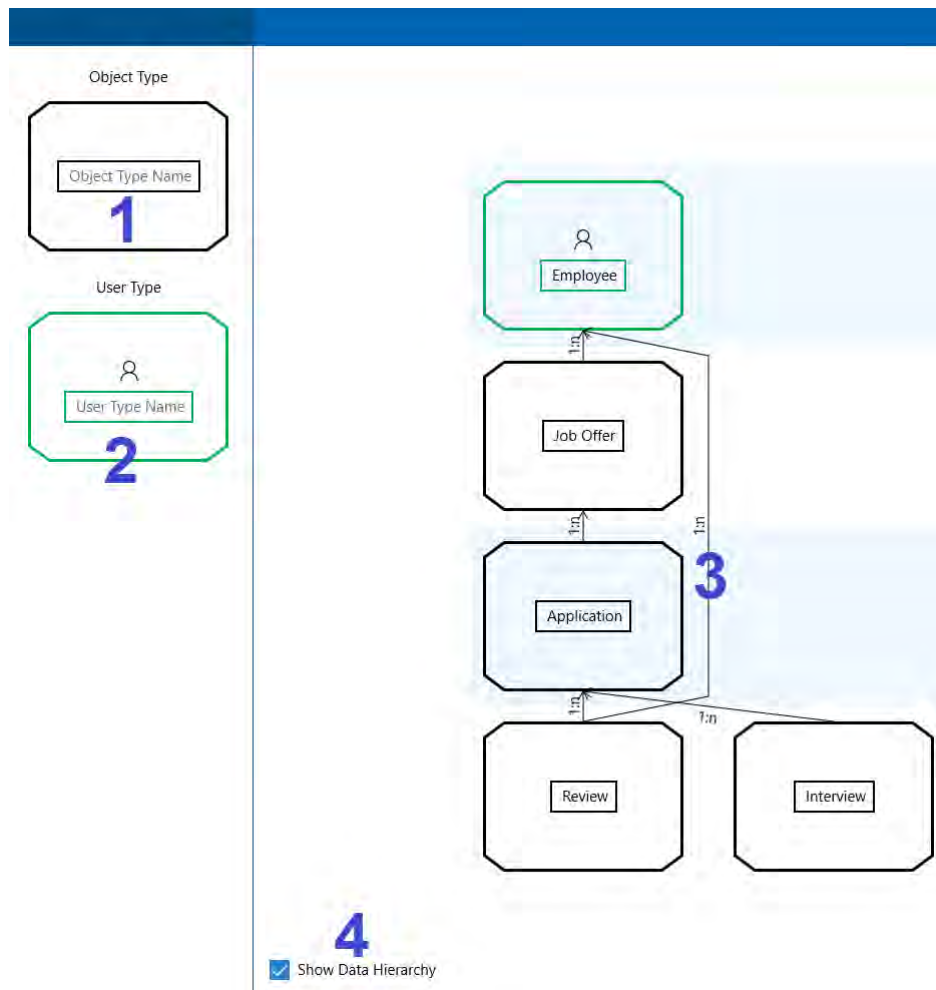 Object Type
Object Type Name
1
User Type
User Type Name
2
Employee
1:n
Job Offer
1:n
1:n
3
Application
1:n
1:n
Review
Interview
4
Show Data Hierarchy